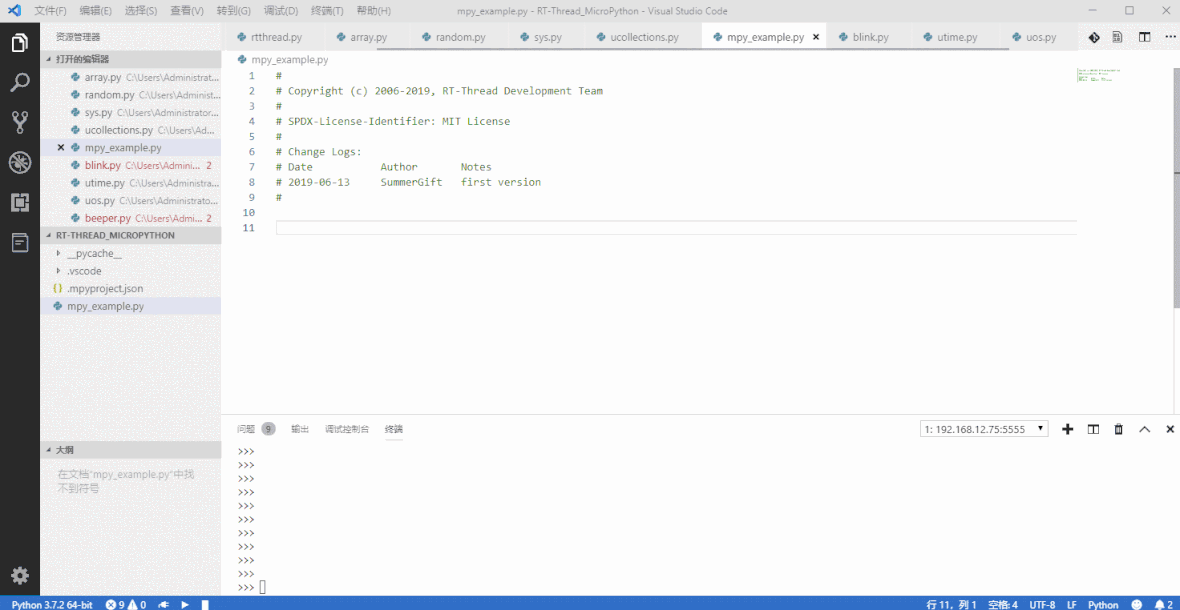 文件(F) 编辑(E) 选择(S) 查看(V) 转到(G) 调试(D) 终端(T) 帮助(H) mpy_example.py - RT-Thread_MicroPython - Visual Studio Code
资源管理器
rtthread.py array.py random.py sys.py ucollections.py mpy_example.py × blink.py utime.py uos.py ...
打开的编辑器
array.py C:\Users\Administrat...
random.py C:\Users\Administ...
sys.py C:\Users\Administrator...
ucollections.py C:\Users\Ad...
× mpy_example.py
blink.py C:\Users\Admini... 2
utime.py C:\Users\Administra...
uos.py C:\Users\Administrato...
beeper.py C:\Users\Admi... 2
RT-THREAD_MICROPYTHON
__pycache__
.vscode
{} .mpyproject.json
mpy_example.py
大纲
在文档"mpy_example.py"中找
不到符号
mpy_example.py
1 #
2 # Copyright (c) 2006-2019, RT-Thread Development Team
3 #
4 # SPDX-License-Identifier: MIT License
5 #
6 # Change Logs:
7 # Date Author Notes
8 # 2019-06-13 SummerGift first version
9 #
10
11
问题 9 输出 调试控制台 终端 1: 192.168.12.75:5555
>>>
>>>
>>>
>>>
>>>
>>>
>>>
>>>
>>>
>>>
>>>
Python 3.7.2 64-bit 9 0 行 11, 列 1 空格: 4 UTF-8 LF Python 2